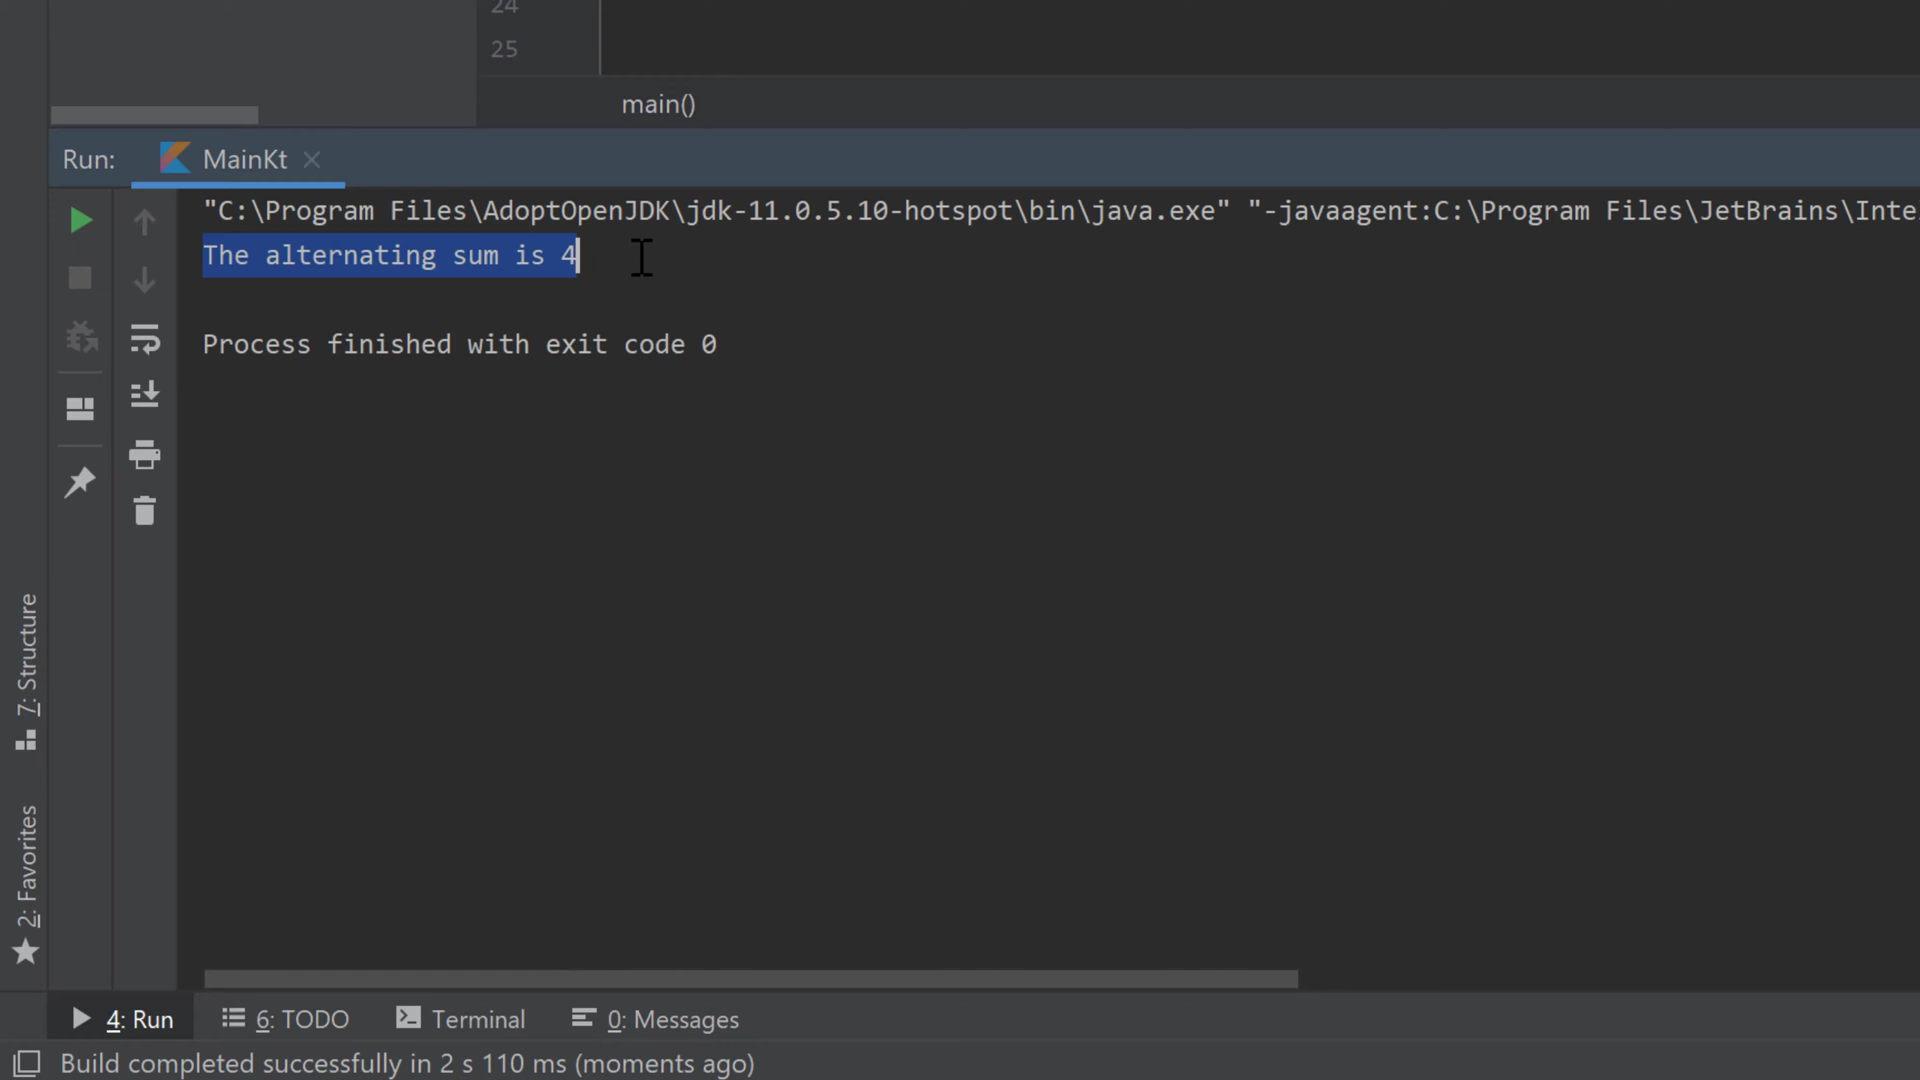 24
25
main()
Run: MainKt
"C:\Program Files\AdoptOpenJDK\jdk-11.0.5.10-hotspot\bin\java.exe" "-javaagent:C:\Program Files\JetBrains\Inte
The alternating sum is 4
Process finished with exit code 0
7: Structure
2: Favorites
4: Run 6: TODO Terminal 0: Messages
Build completed successfully in 2 s 110 ms (moments ago)